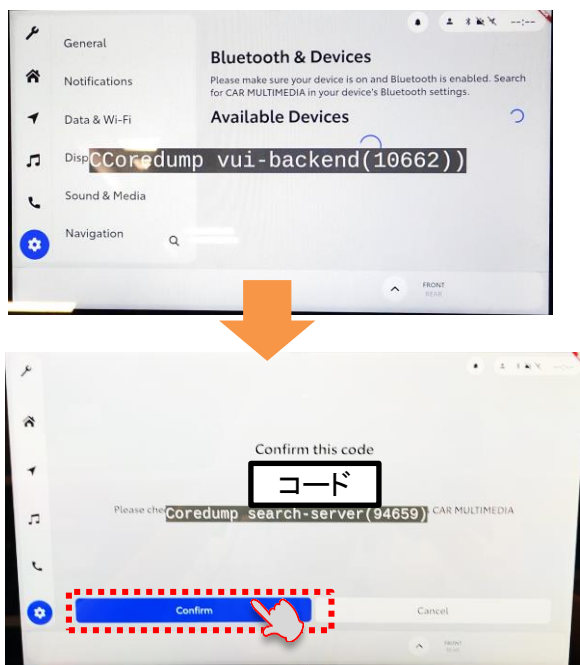 --:--
General
Bluetooth & Devices
Notifications
Please make sure your device is on and Bluetooth is enabled. Search
for CAR MULTIMEDIA in your device's Bluetooth settings.
Data & Wi-Fi
Available Devices
Disp
CCoredump vui-backend(10662))
Sound & Media
Navigation
FRONT
REAR
Confirm this code
コード
Please che
Coredump search-server(94659)
CAR MULTIMEDIA
Confirm
Cancel
FRONT
REAR